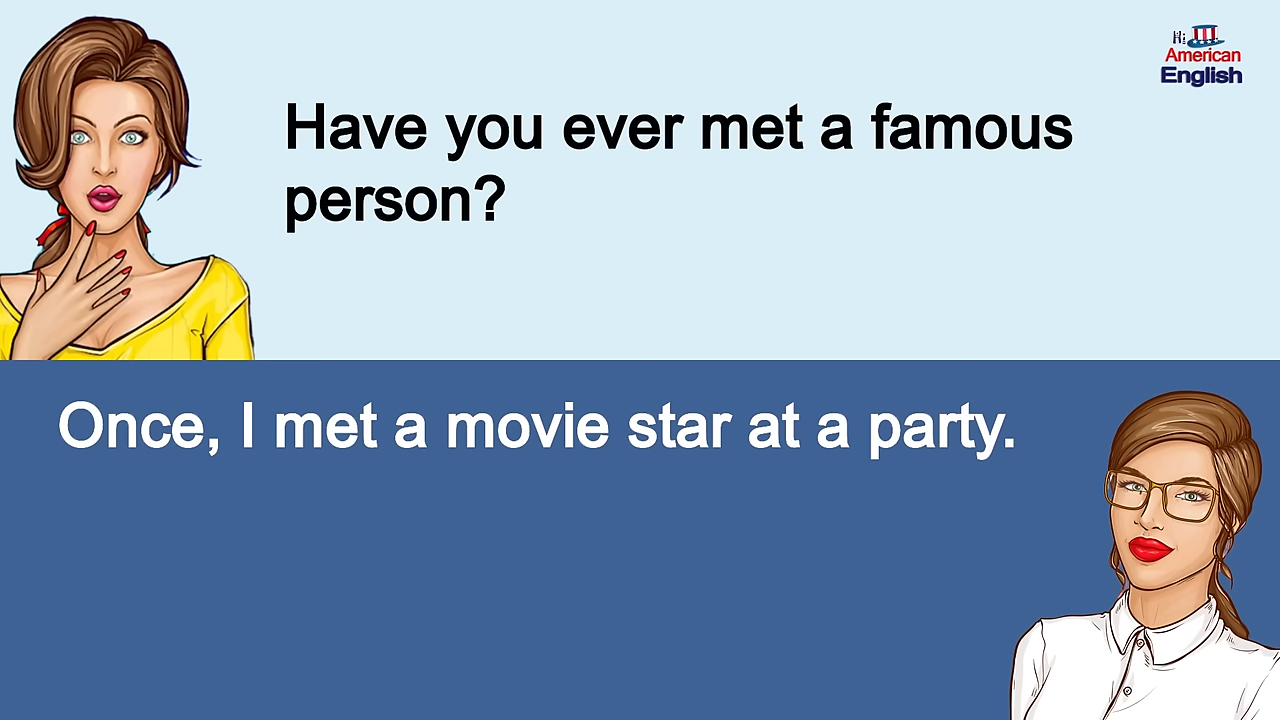 Hi
American
English
Have you ever met a famous
person?
Once, I met a movie star at a party.